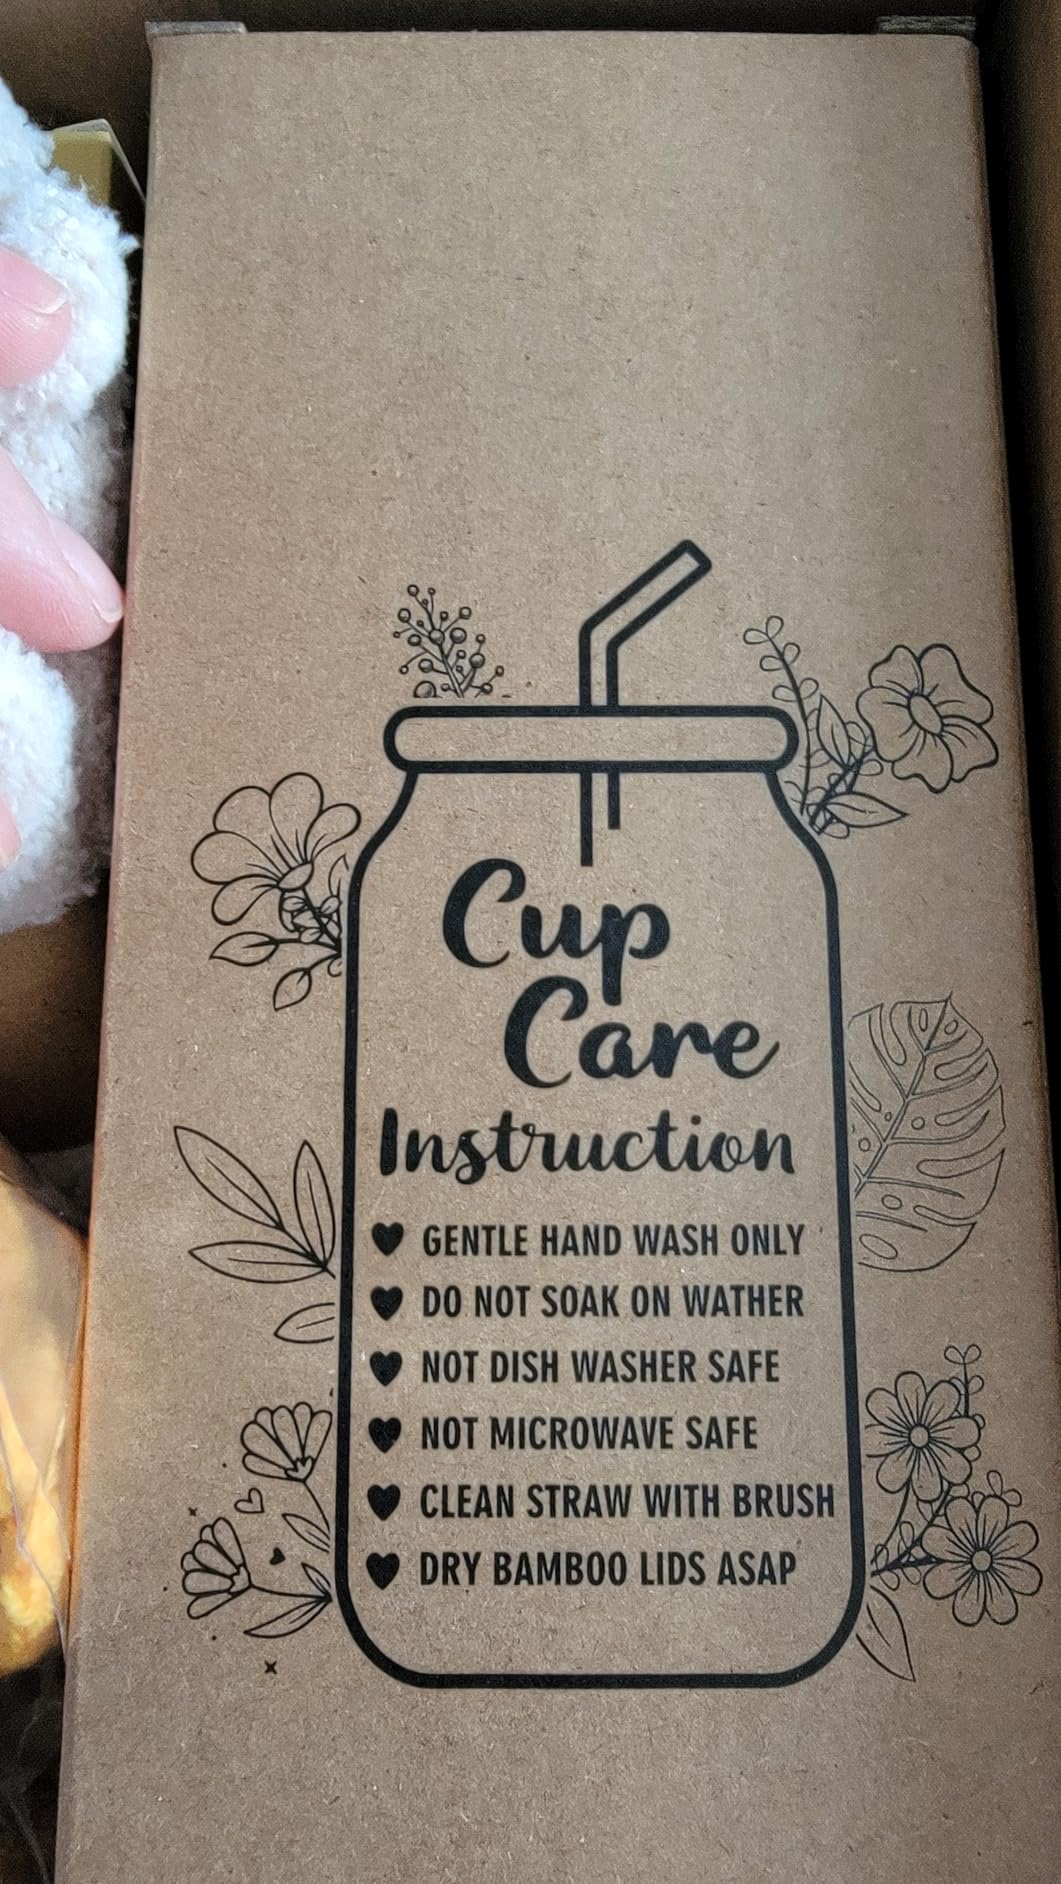 Cup
Care
Instruction
GENTLE HAND WASH ONLY
DO NOT SOAK ON WATHER
NOT DISH WASHER SAFE
NOT MICROWAVE SAFE
CLEAN STRAW WITH BRUSH
DRY BAMBOO LIDS ASAP